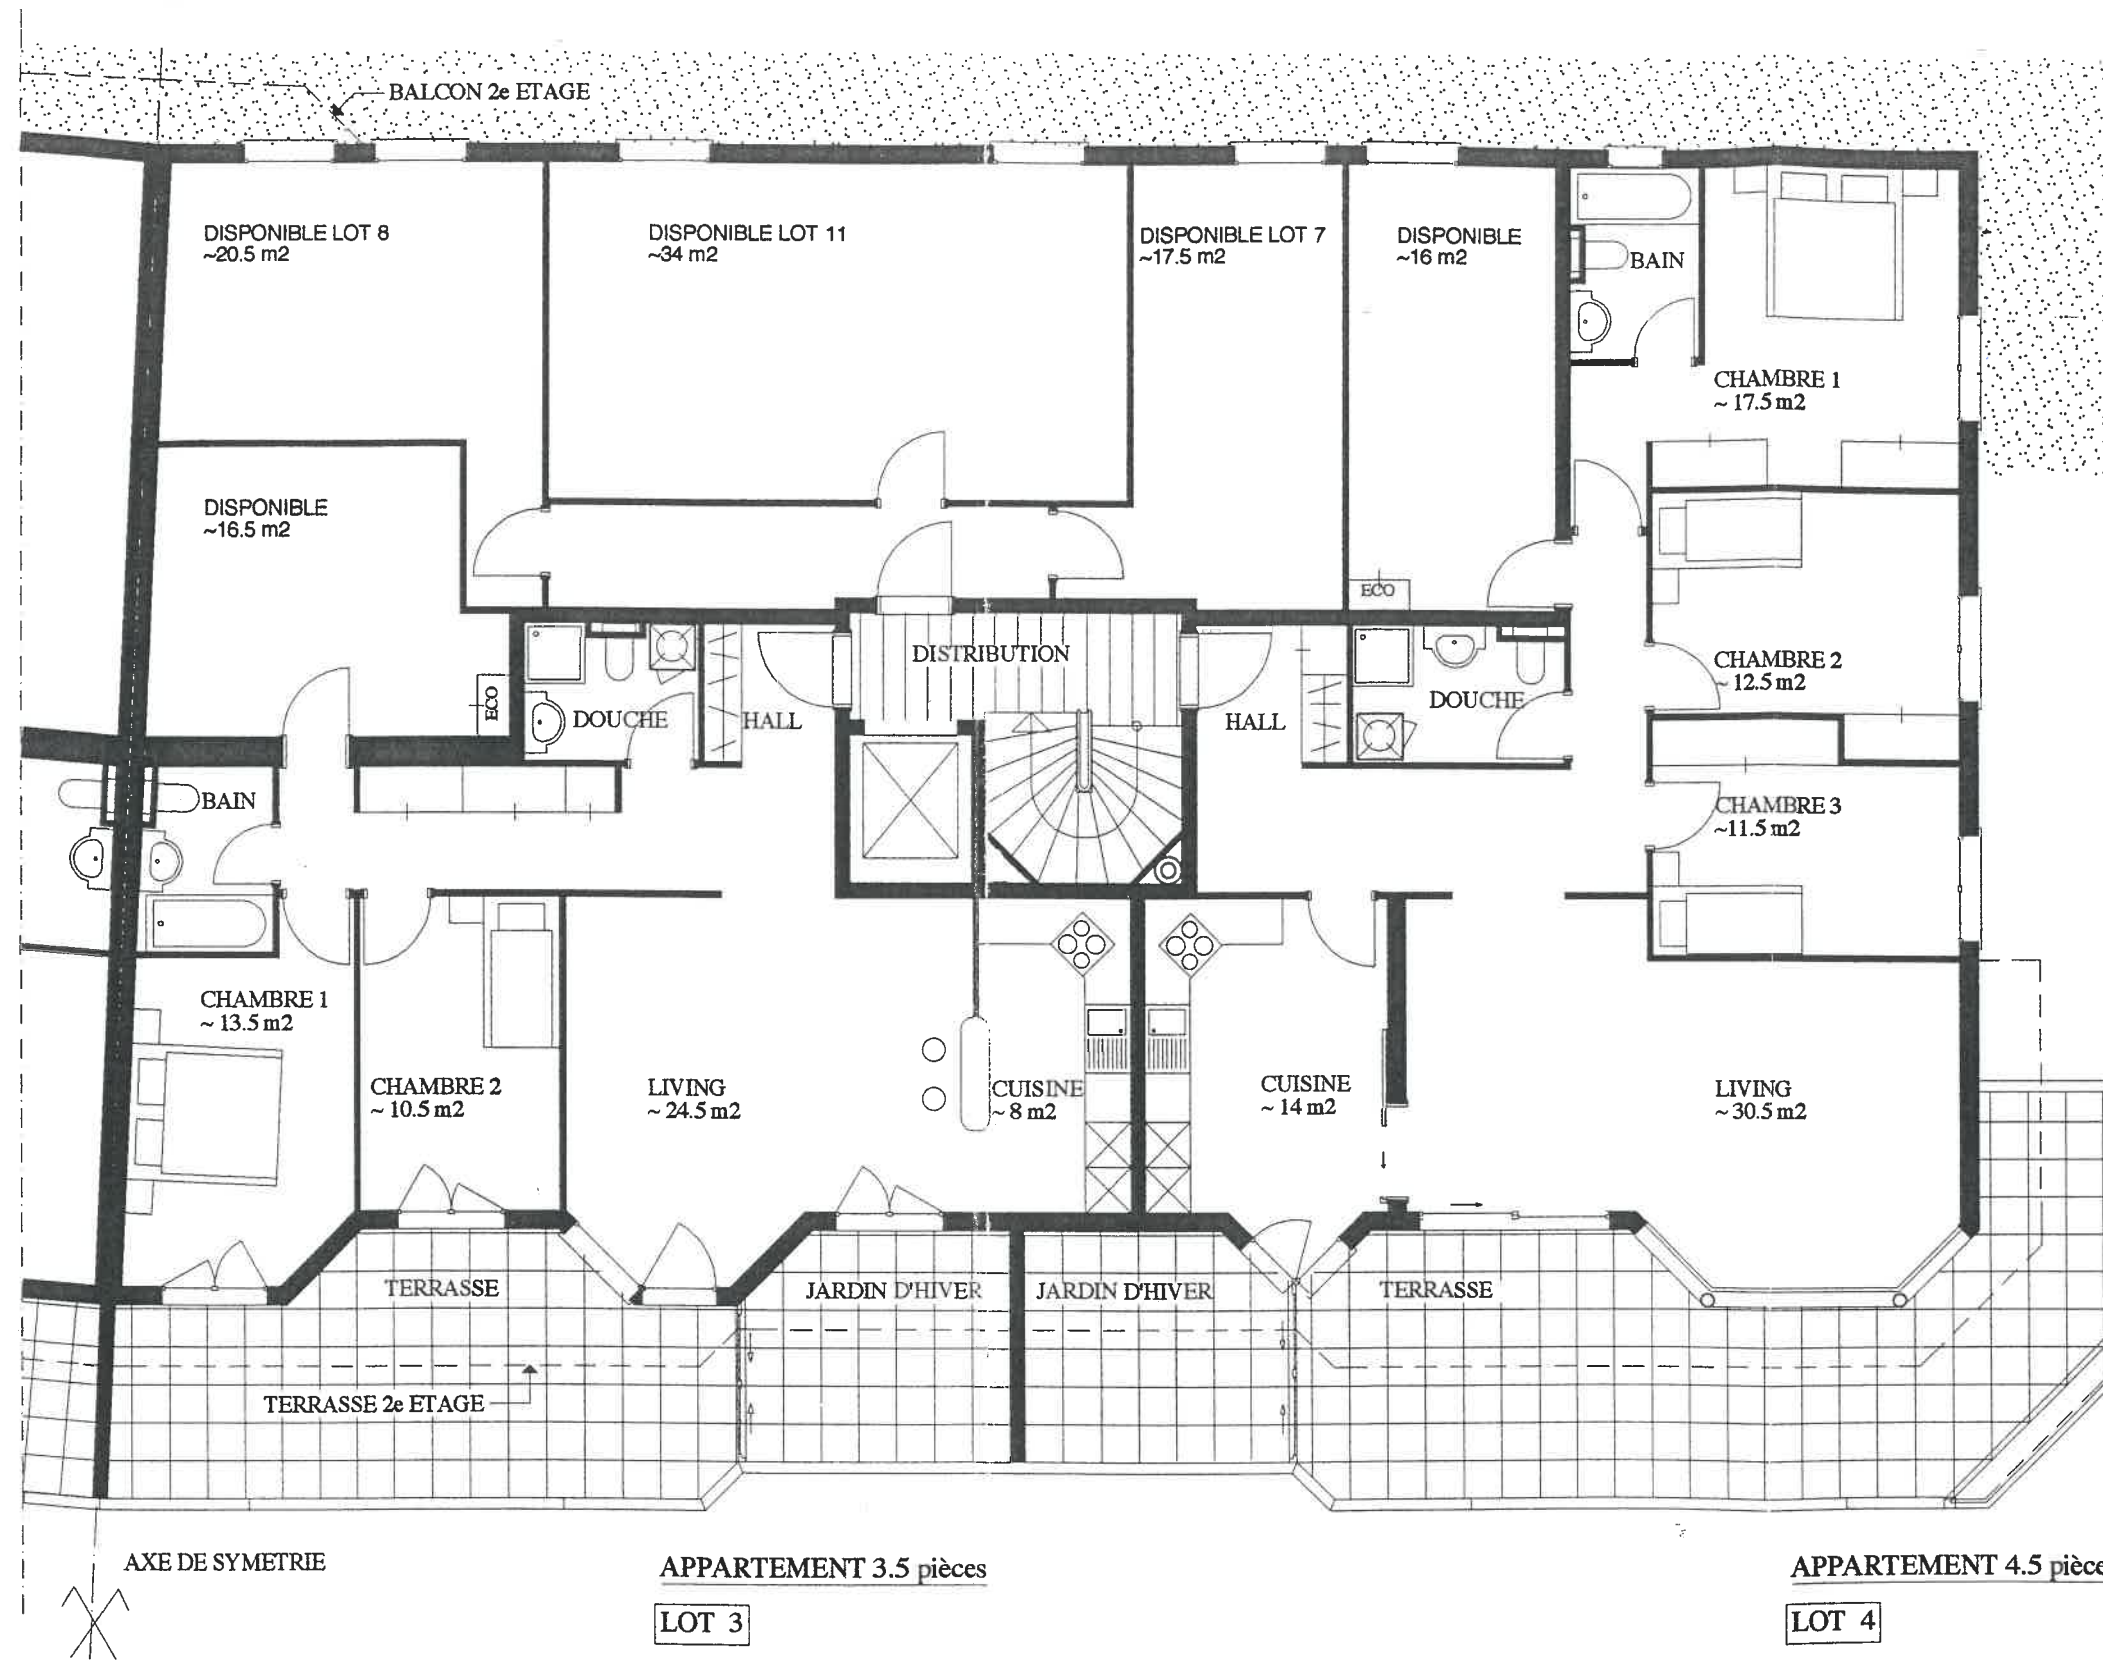 BALCON 2e ETAGE
DISPONIBLE LOT 8
~20.5 m2
DISPONIBLE LOT 11
~34 m2
DISPONIBLE LOT 7
~17.5 m2
DISPONIBLE
~16 m2
BAIN
CHAMBRE 1
~ 17.5 m2
DISPONIBLE
~16.5 m2
ECO
DISTRIBUTION
CHAMBRE 2
~ 12.5 m2
ECO
DOUCHE
HALL
HALL
DOUCHE
BAIN
CHAMBRE 3
~11.5 m2
CHAMBRE 1
~ 13.5 m2
CHAMBRE 2
~ 10.5 m2
LIVING
~ 24.5 m2
CUISINE
~ 8 m2
CUISINE
~ 14 m2
LIVING
~ 30.5 m2
TERRASSE
JARDIN D'HIVER
JARDIN D'HIVER
TERRASSE
TERRASSE 2e ETAGE
AXE DE SYMETRIE
APPARTEMENT 3.5 pièces
LOT 3
APPARTEMENT 4.5 pièce
LOT 4